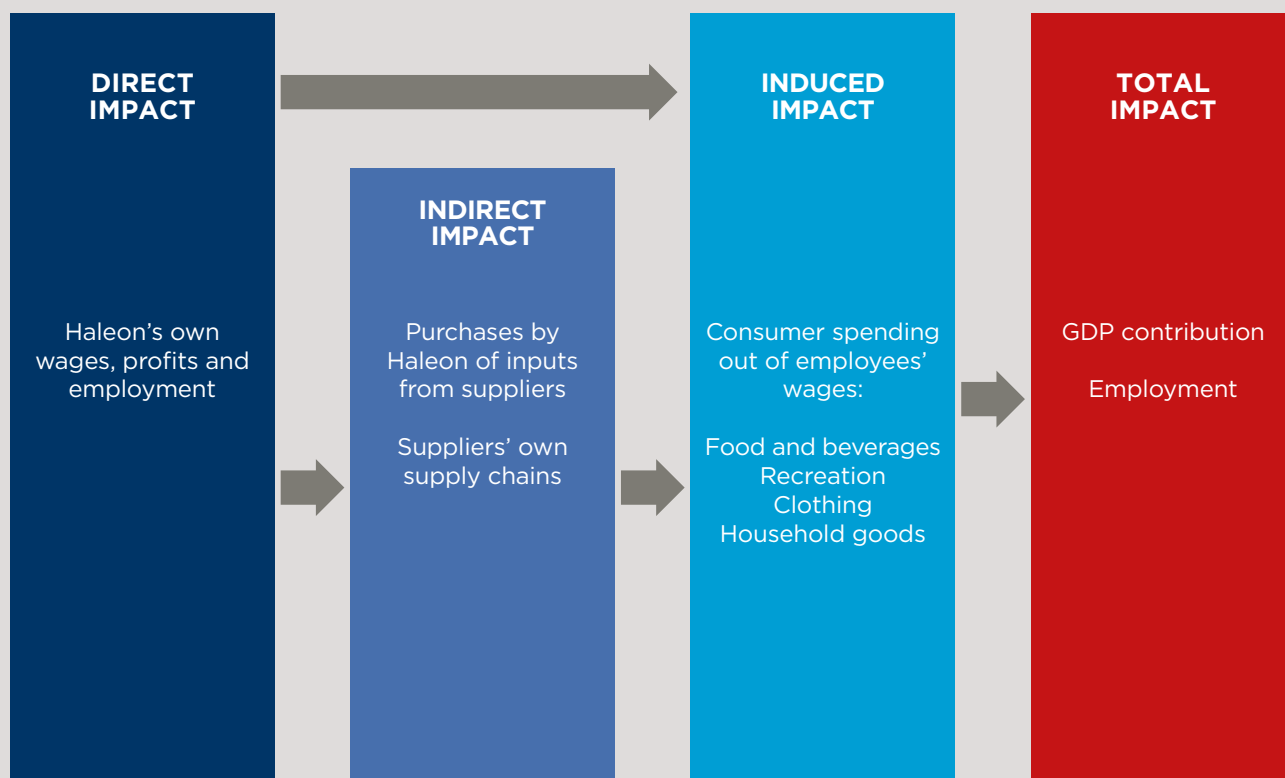 DIRECT
IMPACT
Haleon’s own
wages, profits and
employment
INDIRECT
IMPACT
Purchases by
Haleon of inputs
from suppliers
Suppliers’ own
supply chains
INDUCED
IMPACT
Consumer spending
out of employees’
wages:
Food and beverages
Recreation
Clothing
Household goods
TOTAL
IMPACT
GDP contribution
Employment